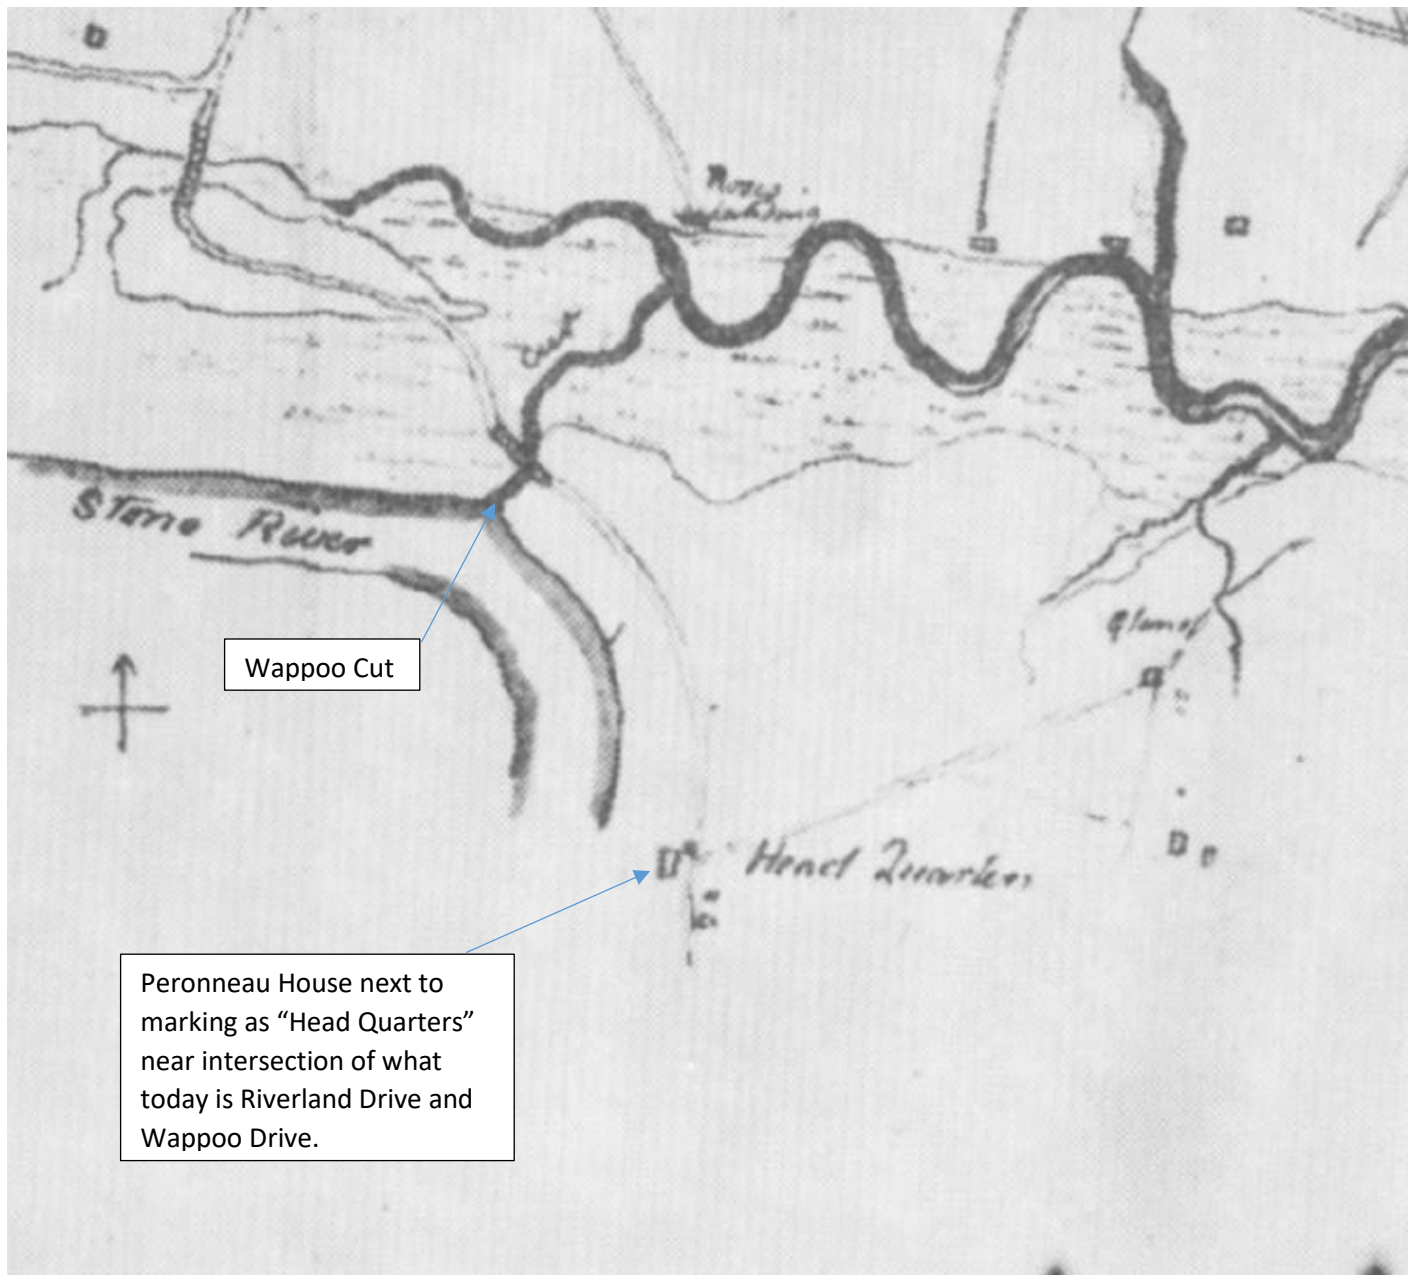 Stono River
Wappoo Cut
Head Quarters
Peronneau House next to
marking as “Head Quarters”
near intersection of what
today is Riverland Drive and
Wappoo Drive.